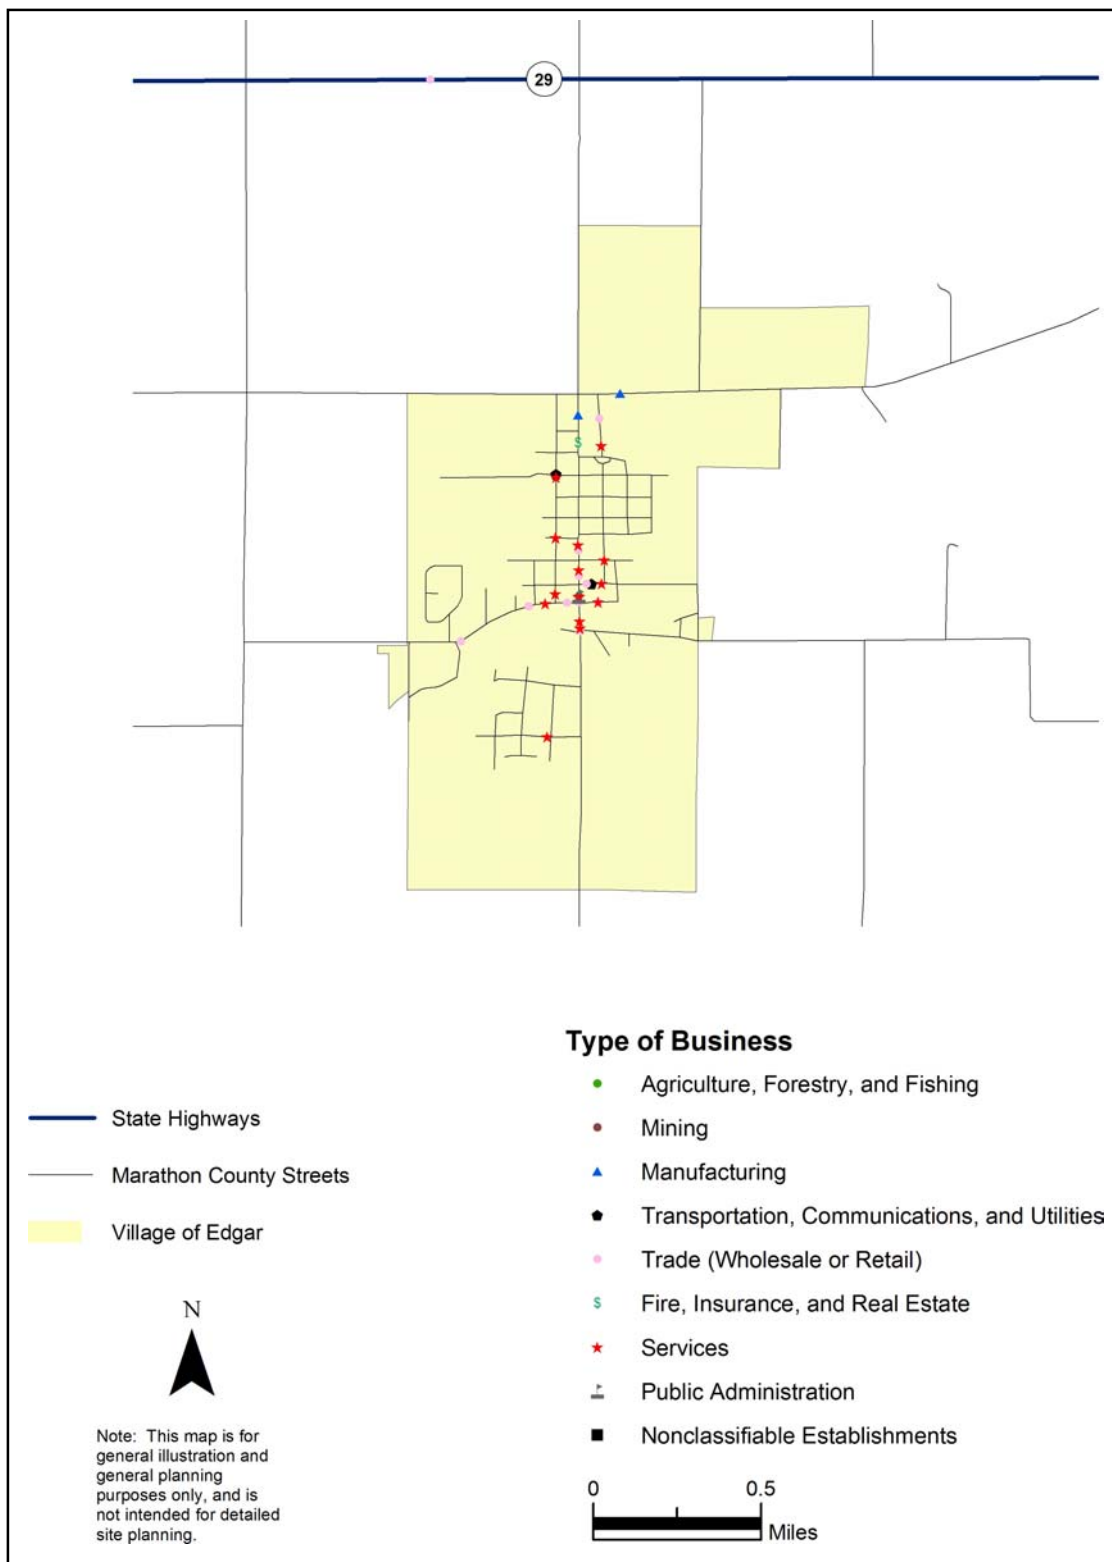 29
Type of Business
Agriculture, Forestry, and Fishing
Mining
Manufacturing
Transportation, Communications, and Utilities
Trade (Wholesale or Retail)
Fire, Insurance, and Real Estate
Services
Public Administration
Nonclassifiable Establishments
State Highways
Marathon County Streets
Village of Edgar
N
Note: This map is for
general illustration and
general planning
purposes only, and is
not intended for detailed
site planning.
0 0.5
Miles